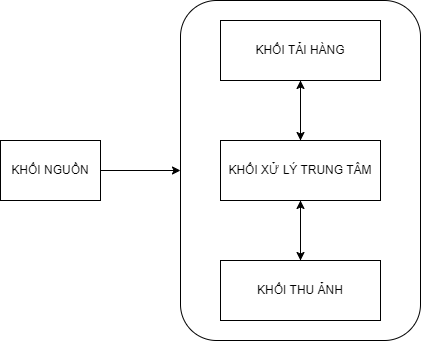 KHỐI TẢI HÀNG
KHỐI NGUỒN
KHỐI XỬ LÝ TRUNG TÂM
KHỐI THU ẢNH